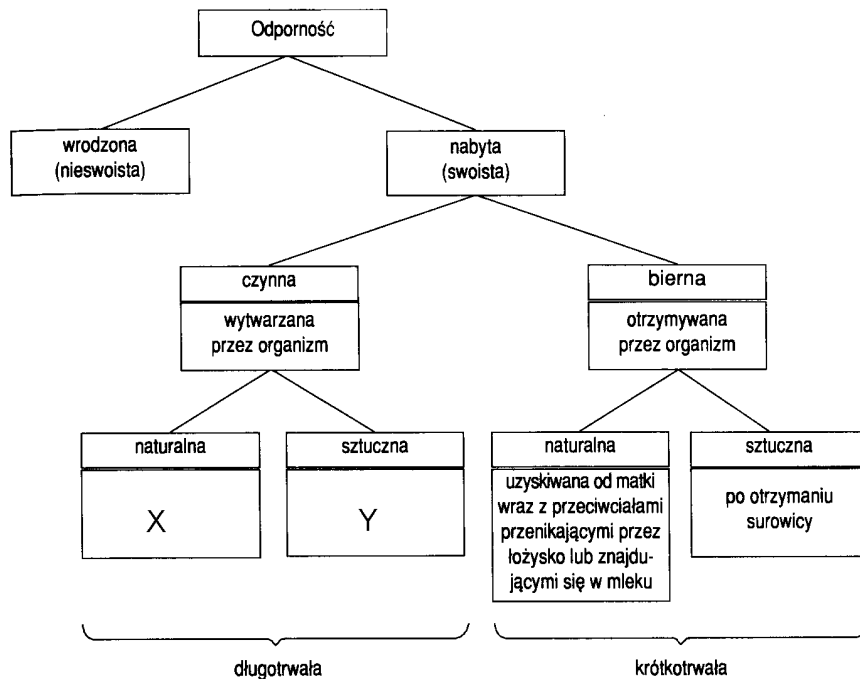 Odporność
wrodzona
(nieswoista)
nabyta
(swoista)
czynna
wytwarzana
przez organizm
bierna
otrzymywana
przez organizm
naturalna
X
sztuczna
Y
naturalna
uzyskiwana od matki
wraz z przeciwciałami
przenikającymi przez
łożysko lub znajdu-
jącymi się w mleku
sztuczna
po otrzymaniu
surowicy
długotrwała
krótkotrwała